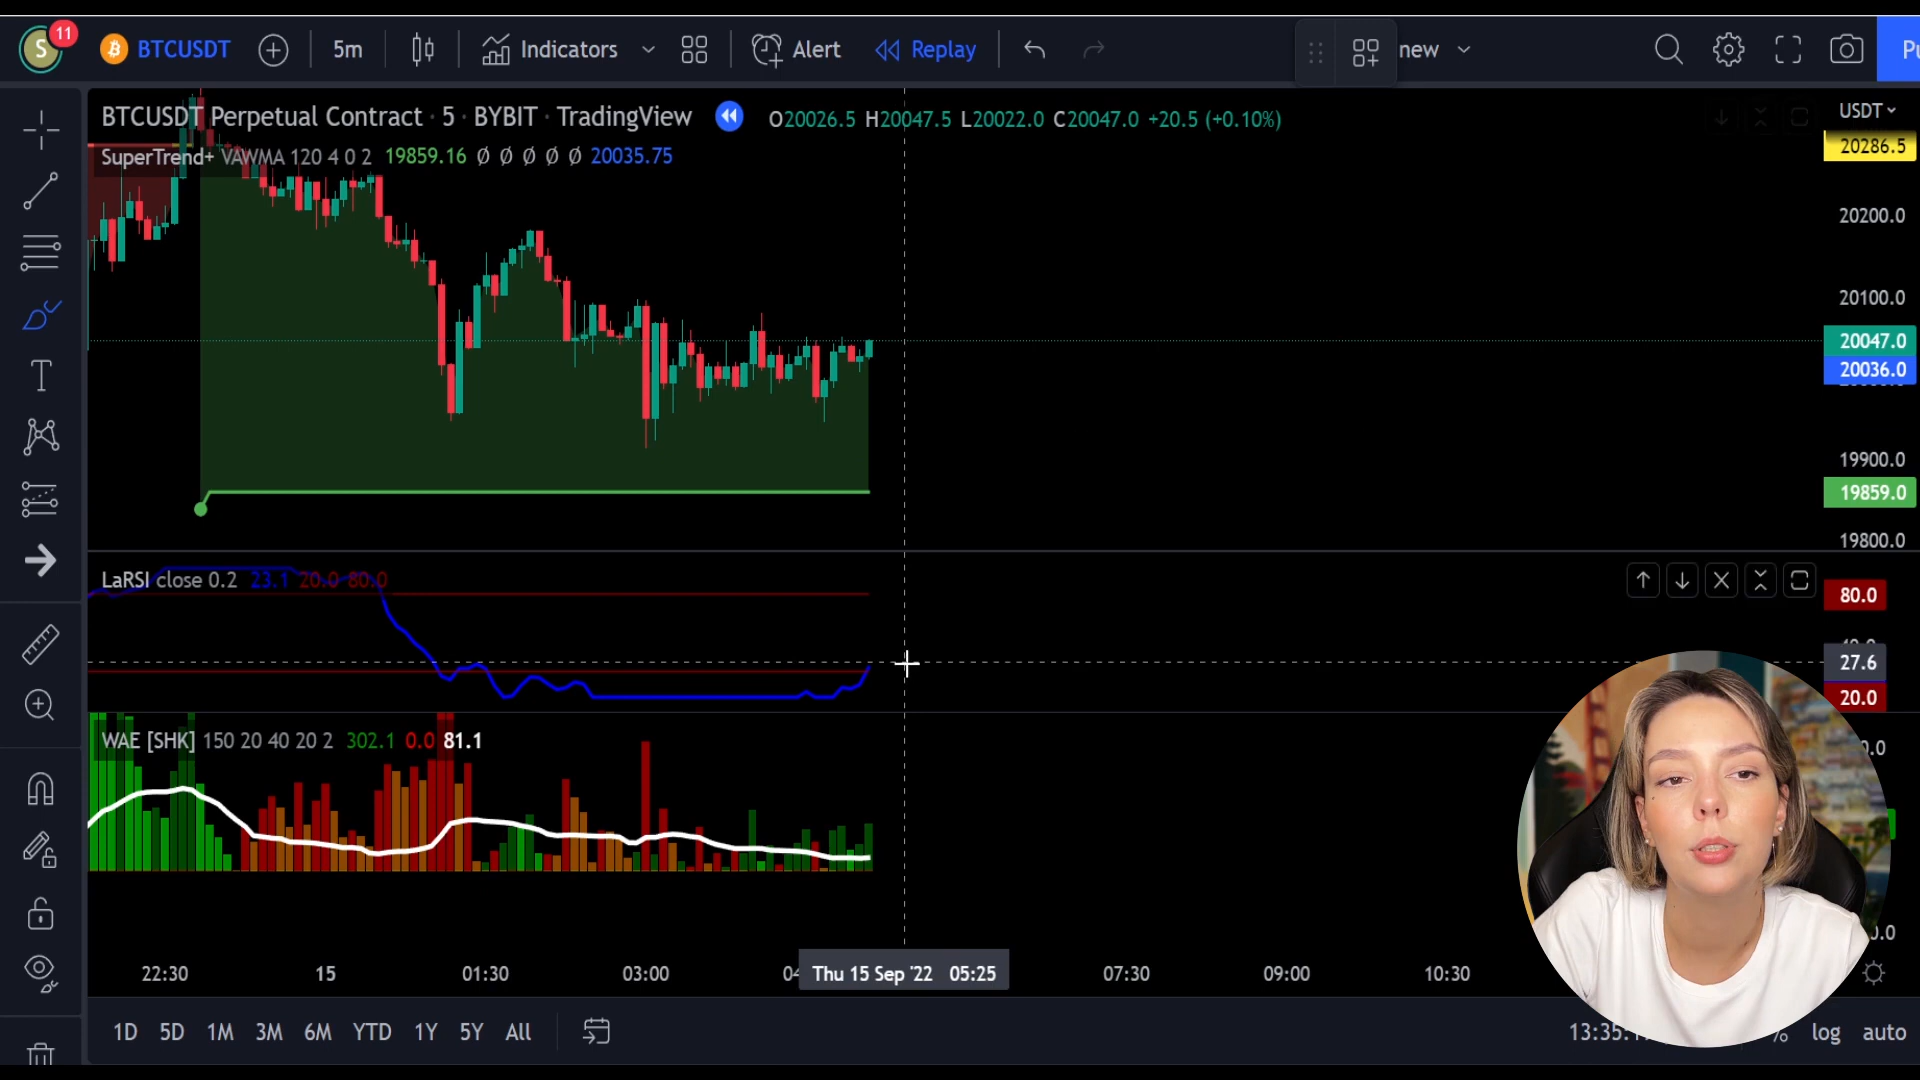 S 11 BTCUSDT 5m Indicators Alert Replay new Pu
BTCUSDT Perpetual Contract · 5 · BYBIT · TradingView O20026.5 H20047.5 L20022.0 C20047.0 +20.5 (+0.10%)
SuperTrend+ VAWMA 120 4 0 2 19859.16 Ø Ø Ø Ø Ø 20035.75
USDT
20286.5
20200.0
20100.0
20047.0
20036.0
19900.0
19859.0
19800.0
LaRSI close 0.2 23.1 20.0 80.0
80.0
27.6
20.0
WAE [SHK] 150 20 40 20 2 302.1 0.0 81.1
22:30 15 01:30 03:00 04 Thu 15 Sep '22 05:25 07:30 09:00 10:30
1D 5D 1M 3M 6M YTD 1Y 5Y All 13:35: % log auto